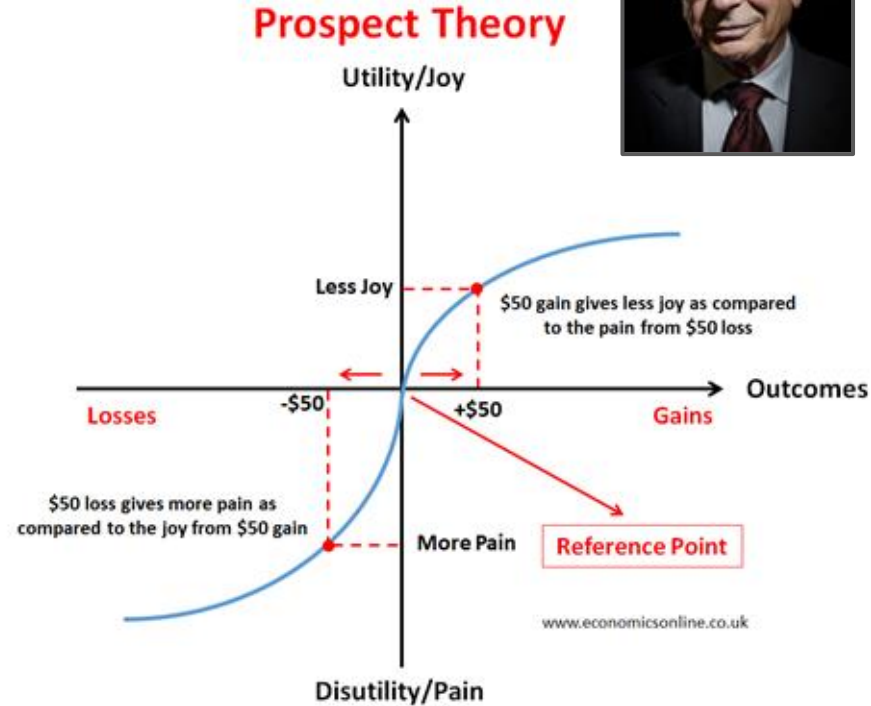 Prospect Theory
Utility/Joy
Less Joy
$50 gain gives less joy as compared
to the pain from $50 loss
Outcomes
-$50
+$50
Losses
Gains
$50 loss gives more pain as
compared to the joy from $50 gain
More Pain
Reference Point
www.economicsonline.co.uk
Disutility/Pain